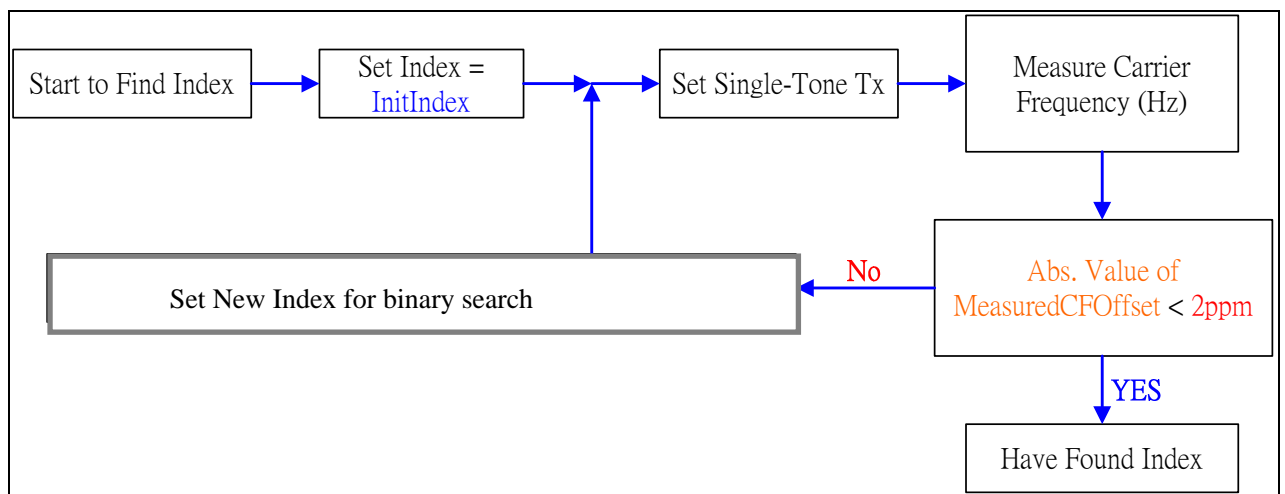 Start to Find Index
Set Index =
InitIndex
Set Single-Tone Tx
Measure Carrier
Frequency (Hz)
Abs. Value of
MeasuredCFOffset < 2ppm
No
Set New Index for binary search
YES
Have Found Index